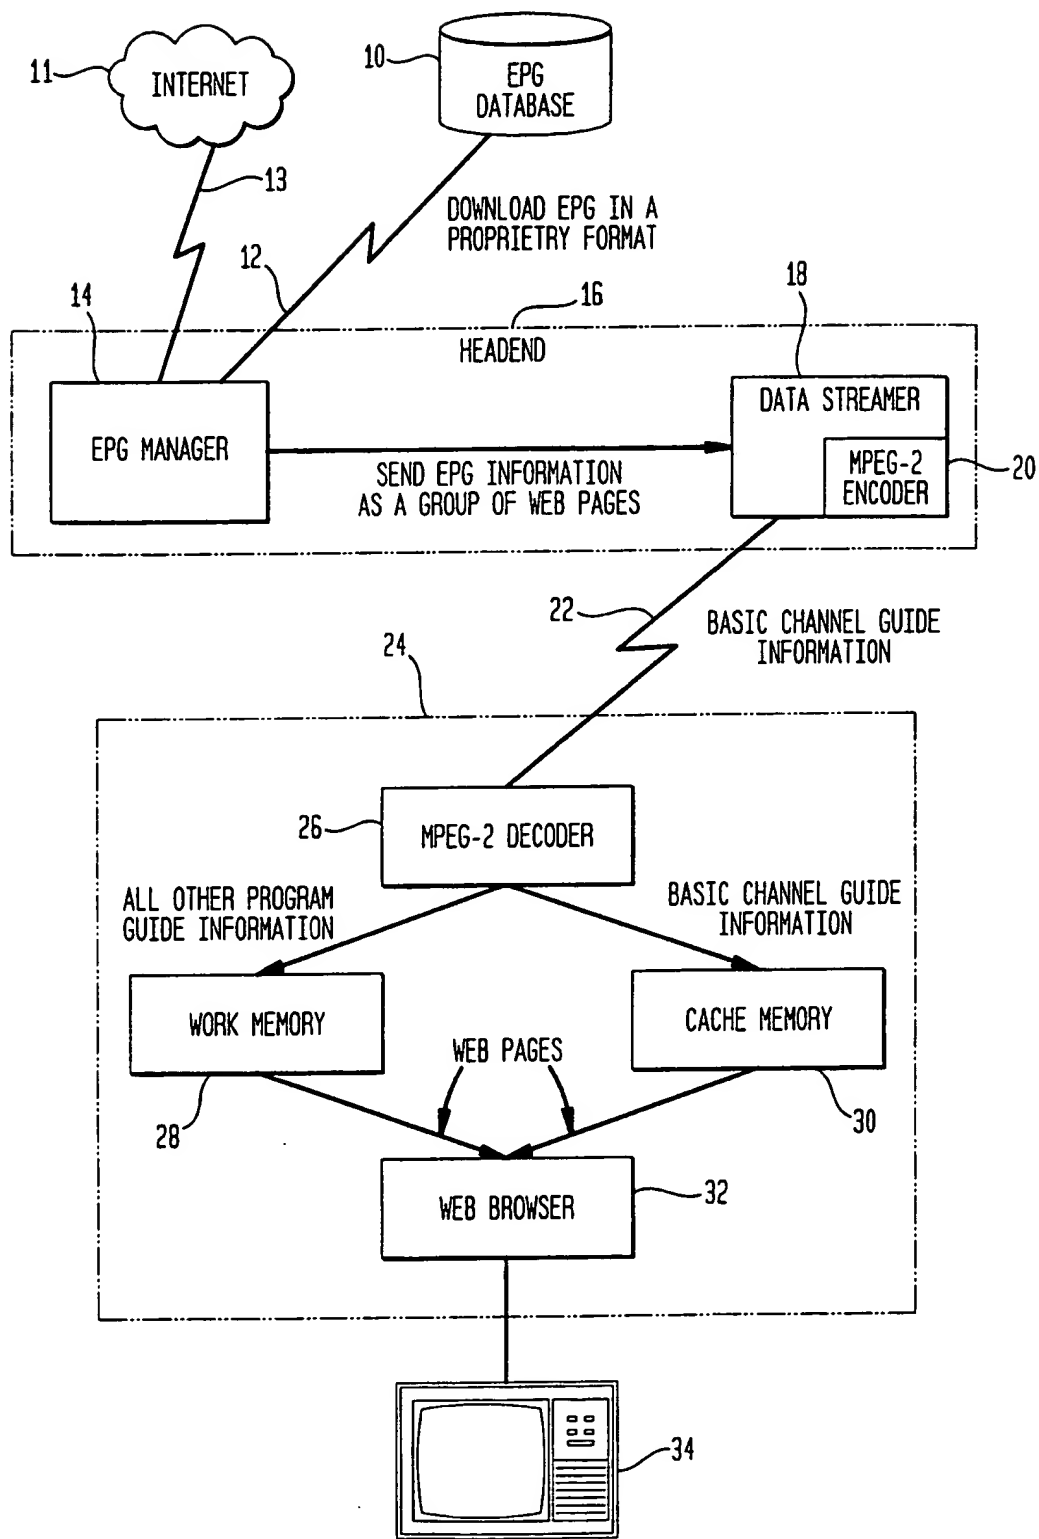 11
INTERNET
10
EPG
DATABASE
13
DOWNLOAD EPG IN A
PROPRIETRY FORMAT
12
14
16
18
HEADEND
EPG MANAGER
DATA STREAMER
SEND EPG INFORMATION
AS A GROUP OF WEB PAGES
MPEG-2
ENCODER
20
22
BASIC CHANNEL GUIDE
INFORMATION
24
26
MPEG-2 DECODER
ALL OTHER PROGRAM
GUIDE INFORMATION
BASIC CHANNEL GUIDE
INFORMATION
WORK MEMORY
CACHE MEMORY
WEB PAGES
28
30
WEB BROWSER
32
34